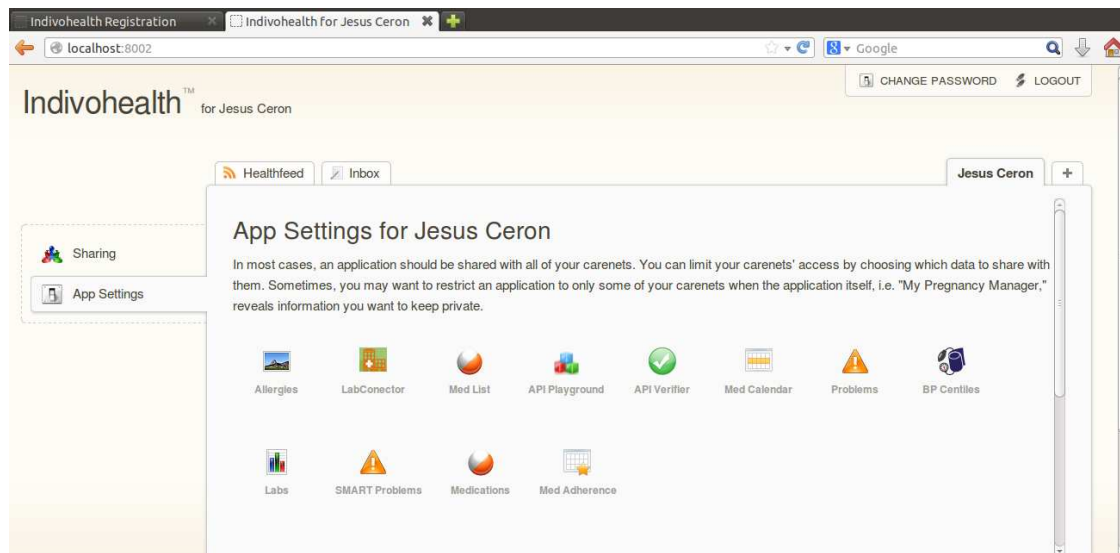 Indivohealth Registration
Indivohealth for Jesus Ceron
localhost:8002
Google
CHANGE PASSWORD
LOGOUT
Indivohealth™ for Jesus Ceron
Healthfeed
Inbox
Jesus Ceron
+
Sharing
App Settings
App Settings for Jesus Ceron
In most cases, an application should be shared with all of your carenets. You can limit your carenets' access by choosing which data to share with
them. Sometimes, you may want to restrict an application to only some of your carenets when the application itself, i.e. "My Pregnancy Manager,"
reveals information you want to keep private.
Allergies
LabConector
Med List
API Playground
API Verifier
Med Calendar
Problems
BP Centiles
Labs
SMART Problems
Medications
Med Adherence